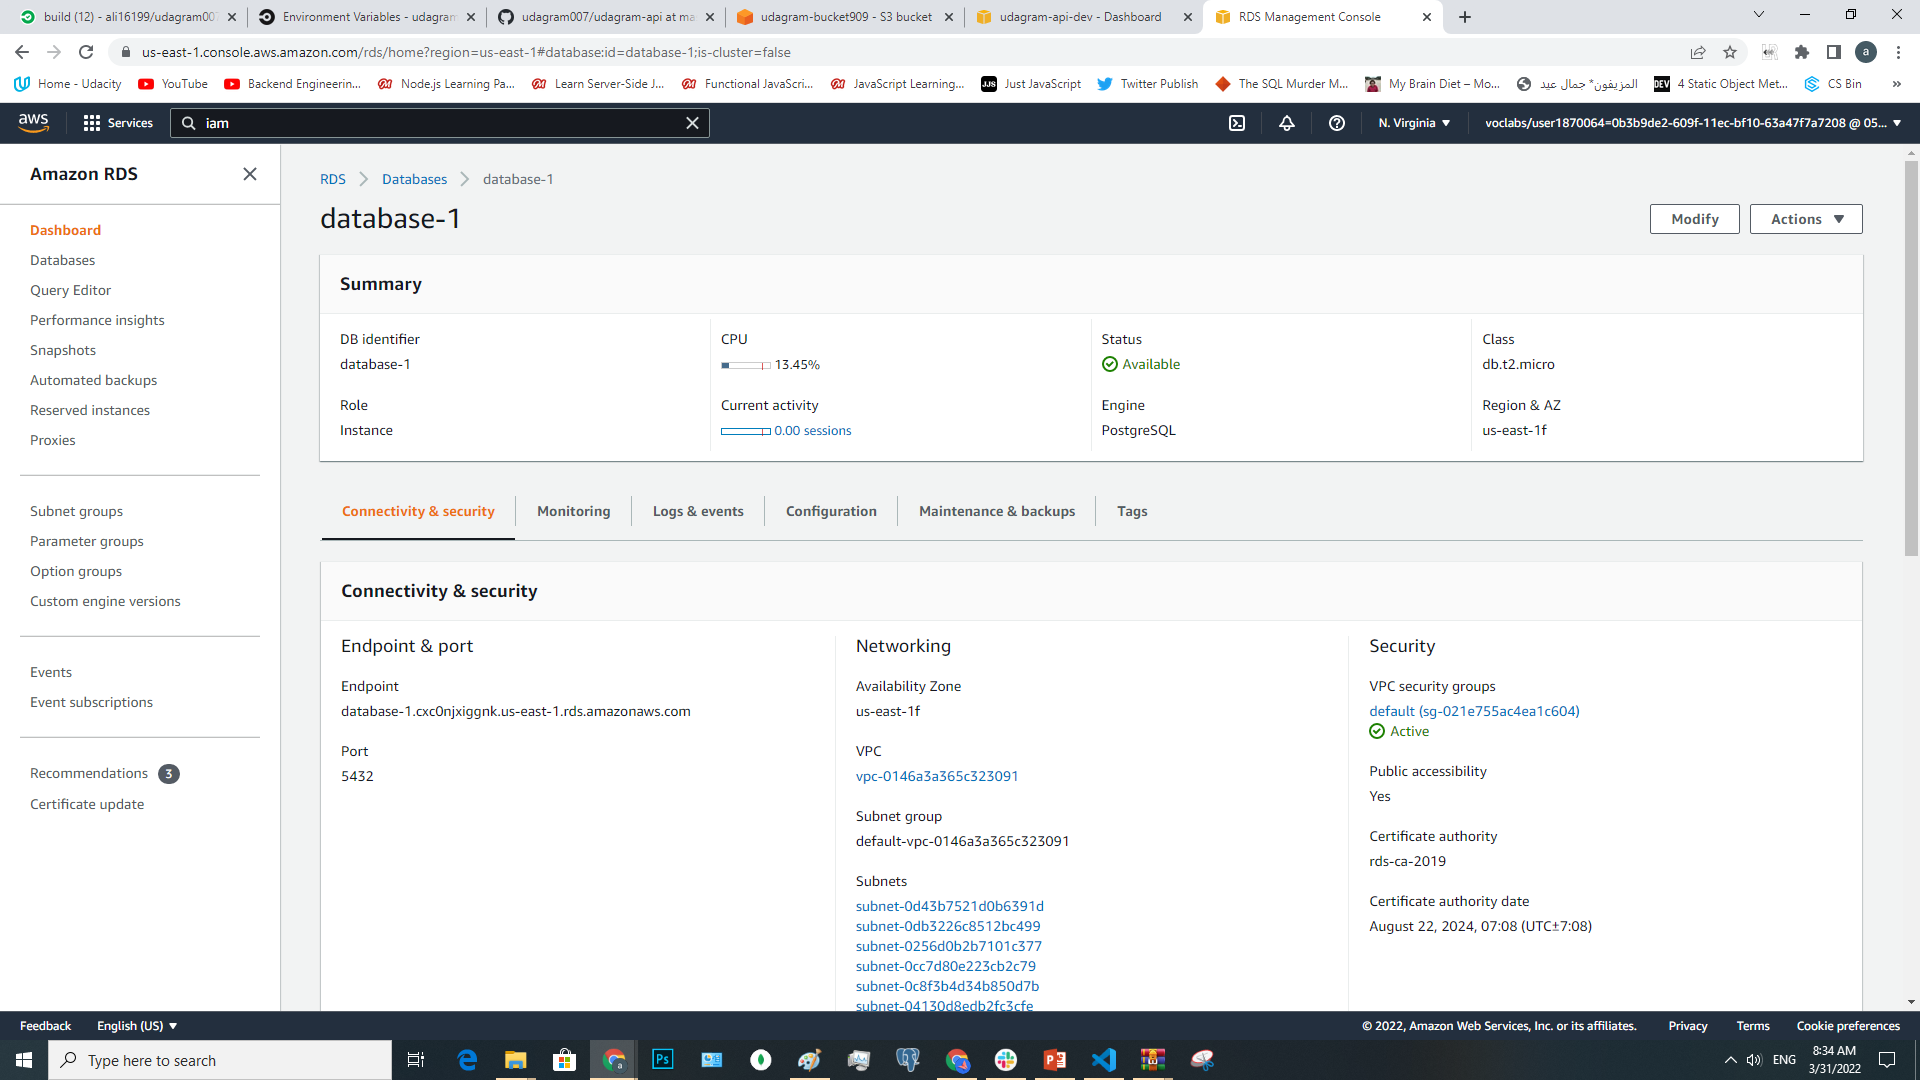 build (12) - ali16199/udagram007
Environment Variables - udagram
udagram007/udagram-api at ma
udagram-bucket909 - S3 bucket
udagram-api-dev - Dashboard
RDS Management Console
us-east-1.console.aws.amazon.com/rds/home?region=us-east-1#database:id=database-1;is-cluster=false
a
Home - Udacity
YouTube
Backend Engineerin...
Node.js Learning Pa...
Learn Server-Side J...
Functional JavaScri...
JavaScript Learning...
JJS
Just JavaScript
Twitter Publish
The SQL Murder M...
My Brain Diet – Mo...
المزيفون* جمال عيد
DEV
4 Static Object Met...
CS Bin
»
aws
Services
iam
N. Virginia
voclabs/user1870064=0b3b9de2-609f-11ec-bf10-63a47f7a7208 @ 05...
Amazon RDS
Dashboard
Databases
Query Editor
Performance insights
Snapshots
Automated backups
Reserved instances
Proxies
Subnet groups
Parameter groups
Option groups
Custom engine versions
Events
Event subscriptions
Recommendations 3
Certificate update
RDS
Databases
database-1
database-1
Modify
Actions
Summary
DB identifier
database-1
CPU
13.45%
Status
Available
Class
db.t2.micro
Role
Instance
Current activity
0.00 sessions
Engine
PostgreSQL
Region & AZ
us-east-1f
Connectivity & security
Monitoring
Logs & events
Configuration
Maintenance & backups
Tags
Connectivity & security
Endpoint & port
Endpoint
database-1.cxc0njxiggnk.us-east-1.rds.amazonaws.com
Port
5432
Networking
Availability Zone
us-east-1f
VPC
vpc-0146a3a365c323091
Subnet group
default-vpc-0146a3a365c323091
Subnets
subnet-0d43b7521d0b6391d
subnet-0db3226c8512bc499
subnet-0256d0b2b7101c377
subnet-0cc7d80e223cb2c79
subnet-0c8f3b4d34b850d7b
subnet-04130d8edb2fc3cfe
Security
VPC security groups
default (sg-021e755ac4ea1c604)
Active
Public accessibility
Yes
Certificate authority
rds-ca-2019
Certificate authority date
August 22, 2024, 07:08 (UTC±7:08)
Feedback
English (US)
© 2022, Amazon Web Services, Inc. or its affiliates.
Privacy
Terms
Cookie preferences
Type here to search
Ps
ENG
8:34 AM
3/31/2022